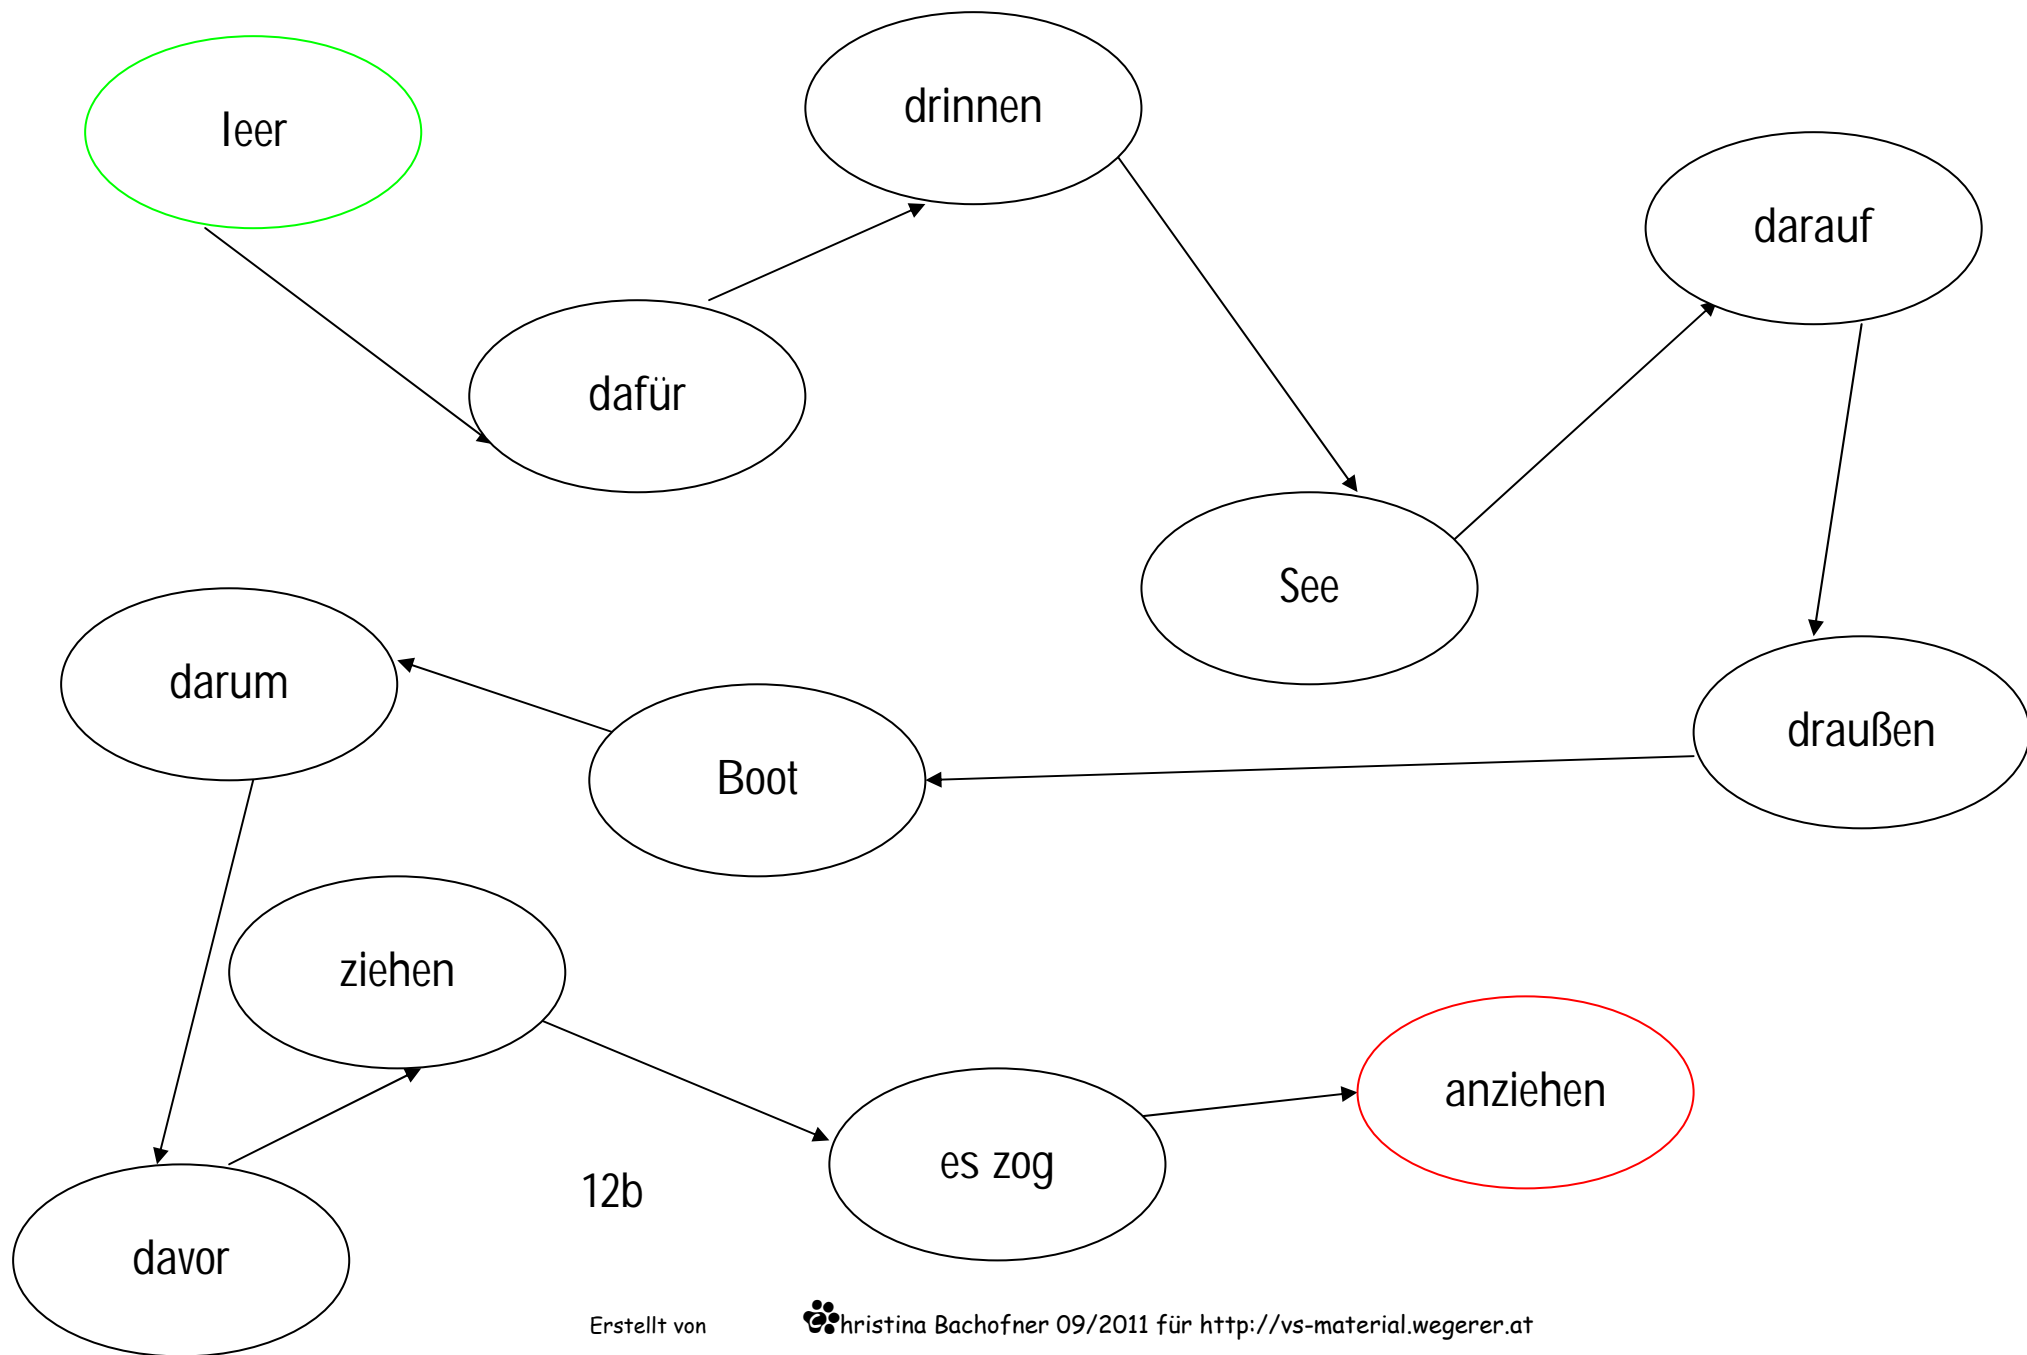 leer
dafür
drinnen
See
darauf
draußen
Boot
darum
davor
ziehen
es zog
anziehen
12b
Erstellt von Christina Bachofner 09/2011 für http://vs-material.wegerer.at